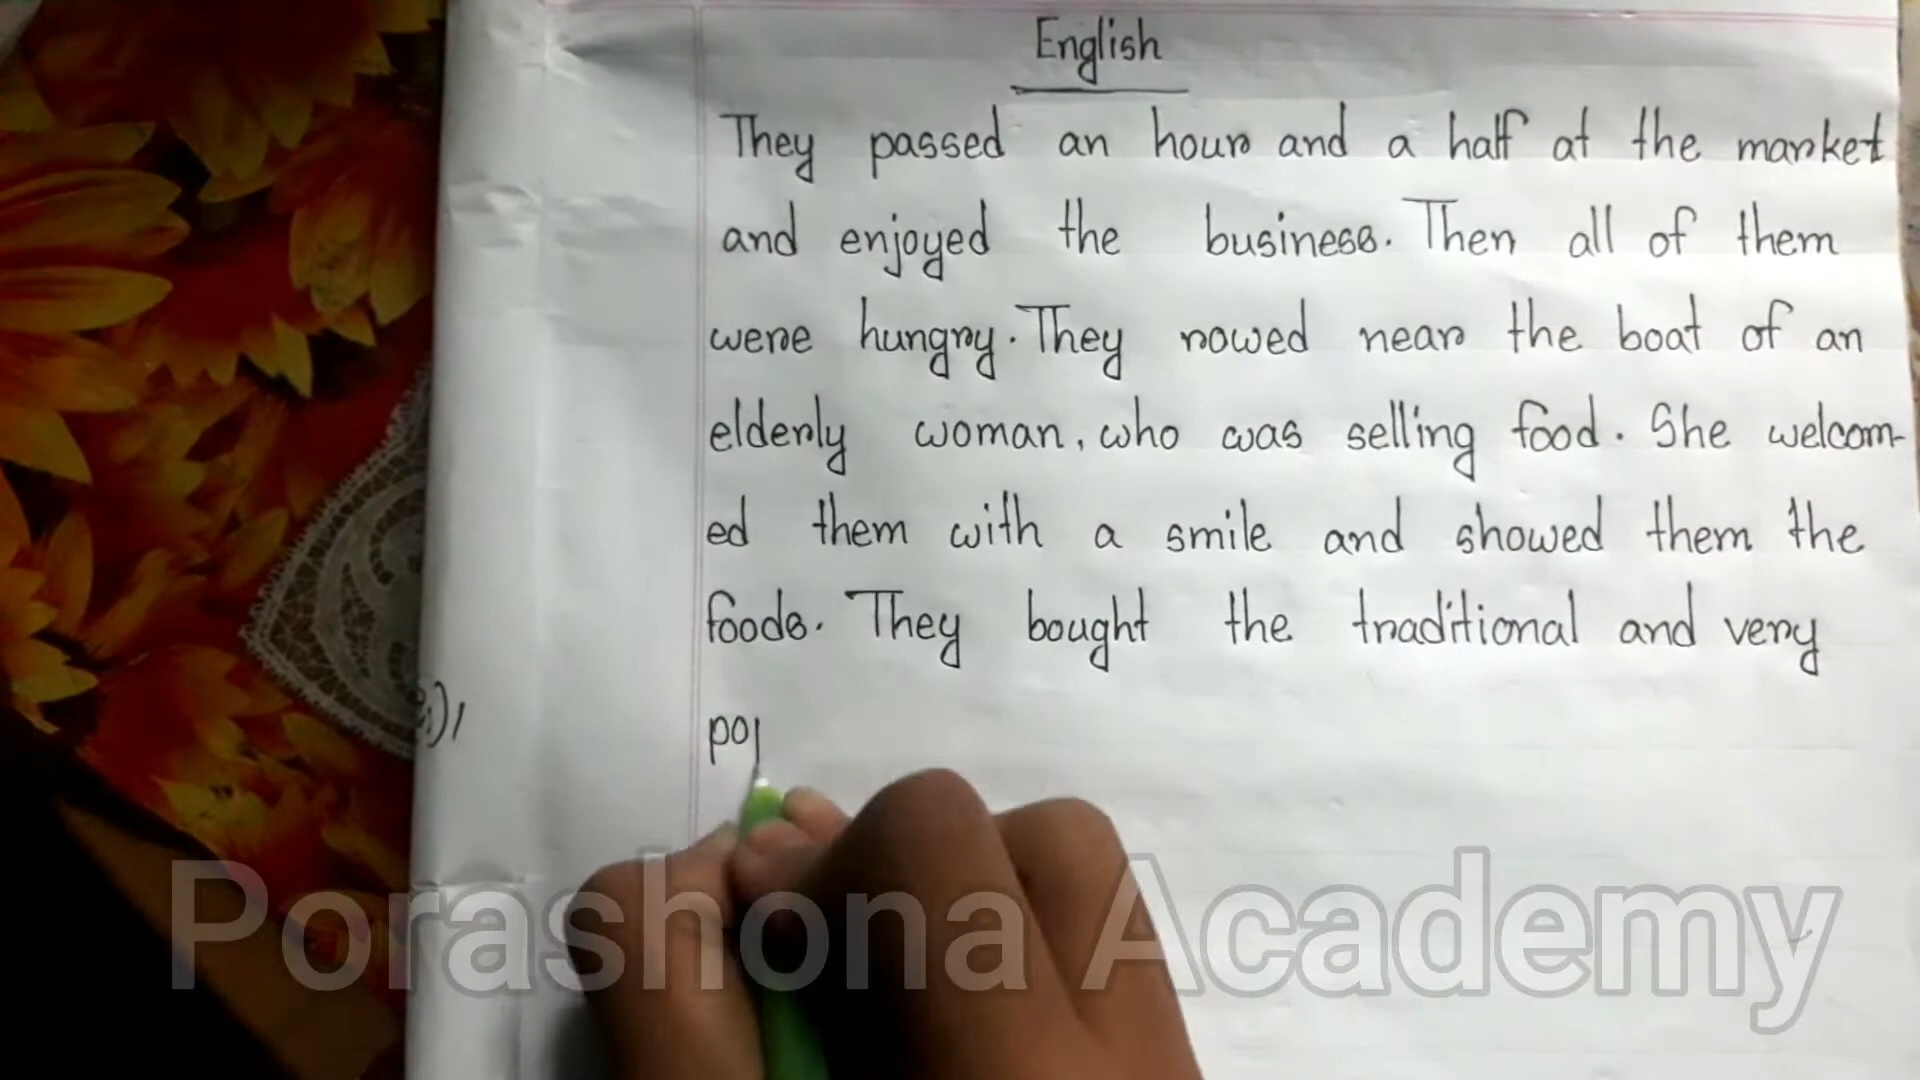 English
They passed an hour and a half at the market
and enjoyed the business. Then all of them
were hungry. They rowed near the boat of an
elderly woman, who was selling food. She welcom-
ed them with a smile and showed them the
foods. They bought the traditional and very
Porashona Academy